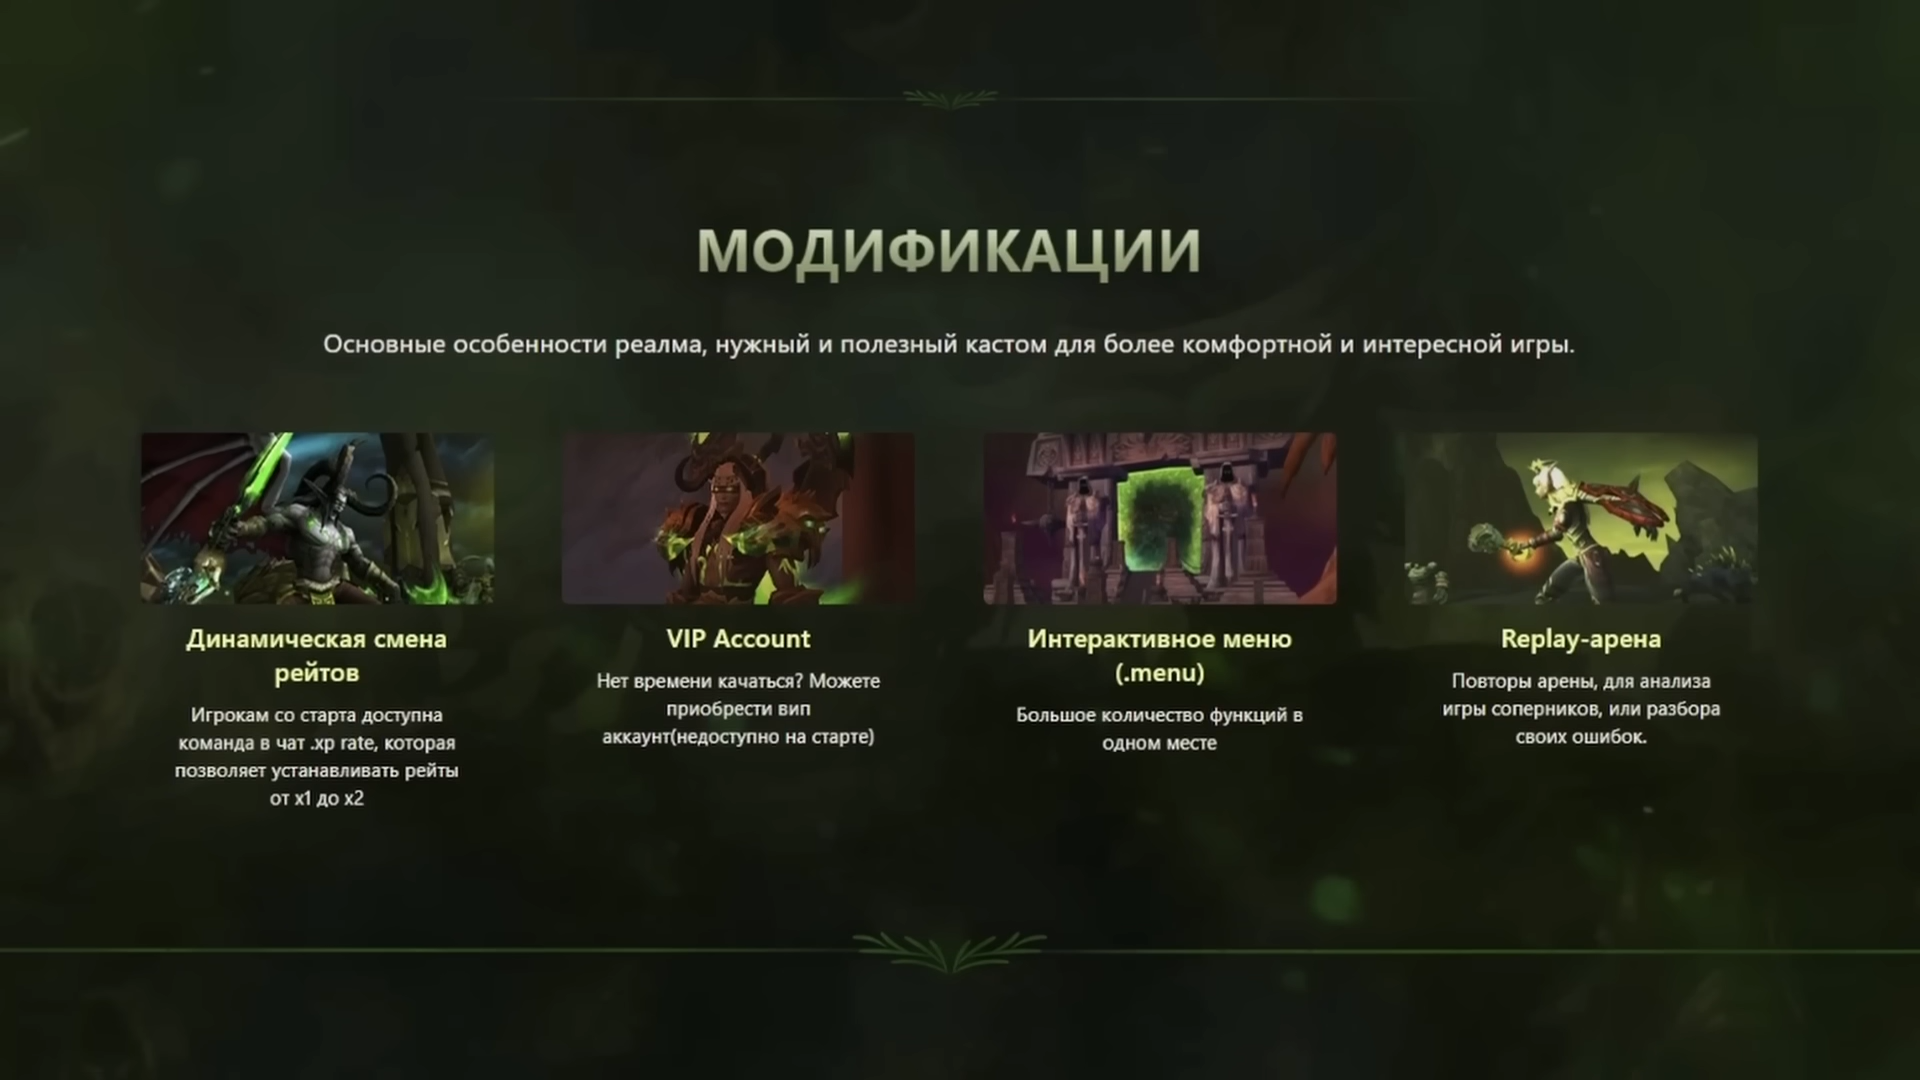 МОДИФИКАЦИИ
Основные особенности реалма, нужный и полезный кастом для более комфортной и интересной игры.
Динамическая смена
рейтов
Игрокам со старта доступна
команда в чат .xp rate, которая
позволяет устанавливать рейты
от x1 до x2
VIP Account
Нет времени качаться? Можете
приобрести вип
аккаунт(недоступно на старте)
Интерактивное меню
(.menu)
Большое количество функций в
одном месте
Replay-арена
Повторы арены, для анализа
игры соперников, или разбора
своих ошибок.